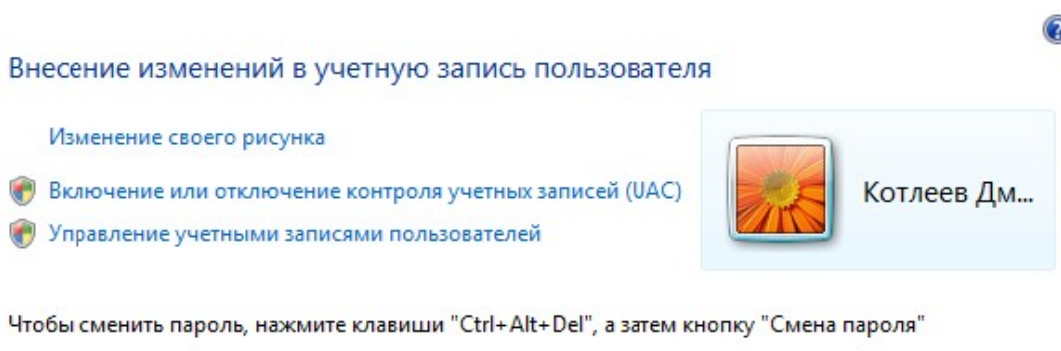 Внесение изменений в учетную запись пользователя
Изменение своего рисунка
Включение или отключение контроля учетных записей (UAC)
Управление учетными записями пользователей
Котлеев Дм...
Чтобы сменить пароль, нажмите клавиши "Ctrl+Alt+Del", а затем кнопку "Смена пароля"